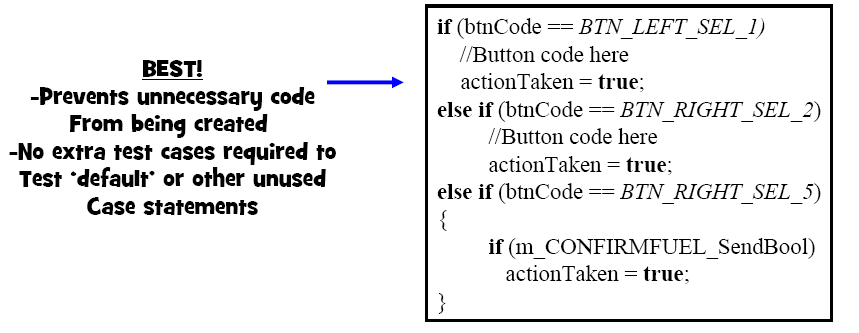 BEST!
-Prevents unnecessary code
From being created
-No extra test cases required to
Test 'default' or other unused
Case statements
if (btnCode == BTN_LEFT_SEL_1)
//Button code here
actionTaken = true;
else if (btnCode == BTN_RIGHT_SEL_2)
//Button code here
actionTaken = true;
else if (btnCode == BTN_RIGHT_SEL_5)
{
if (m_CONFIRMFUEL_SendBool)
actionTaken = true;
}